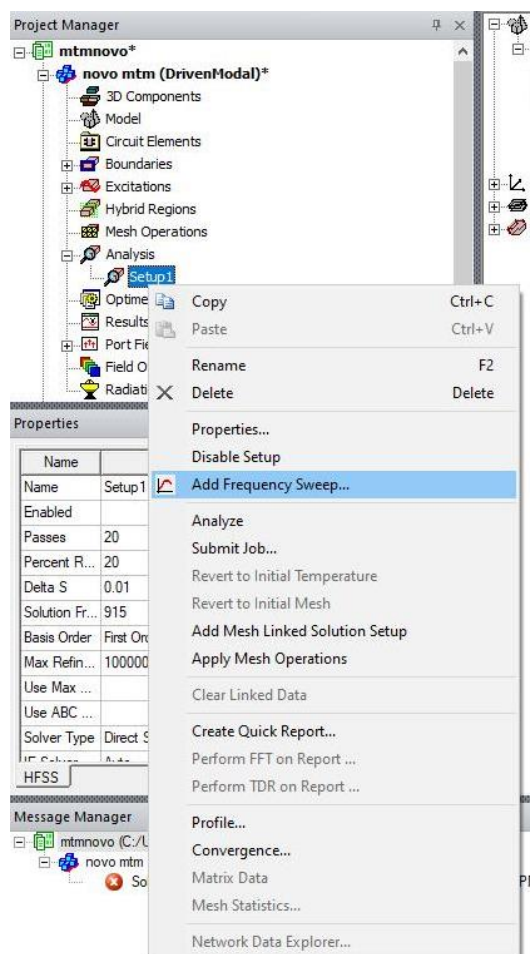 Project Manager
mtmnovo*
novo mtm (DrivenModal)*
3D Components
Model
Circuit Elements
Boundaries
Excitations
Hybrid Regions
Mesh Operations
Analysis
Setup1
Optime
Results
Port Fie
Field O
Radiati
Copy Ctrl+C
Paste Ctrl+V
Rename F2
Delete Delete
Properties...
Disable Setup
Add Frequency Sweep...
Analyze
Submit Job...
Revert to Initial Temperature
Revert to Initial Mesh
Add Mesh Linked Solution Setup
Apply Mesh Operations
Clear Linked Data
Create Quick Report...
Perform FFT on Report ...
Perform TDR on Report ...
Profile...
Convergence...
Matrix Data
Mesh Statistics...
Network Data Explorer...
Properties
Name
Name Setup1
Enabled
Passes 20
Percent R... 20
Delta S 0.01
Solution Fr... 915
Basis Order First Ord
Max Refin... 100000
Use Max ...
Use ABC ...
Solver Type Direct S
HFSS
Message Manager
mtmnovo (C:/U
novo mtm
So